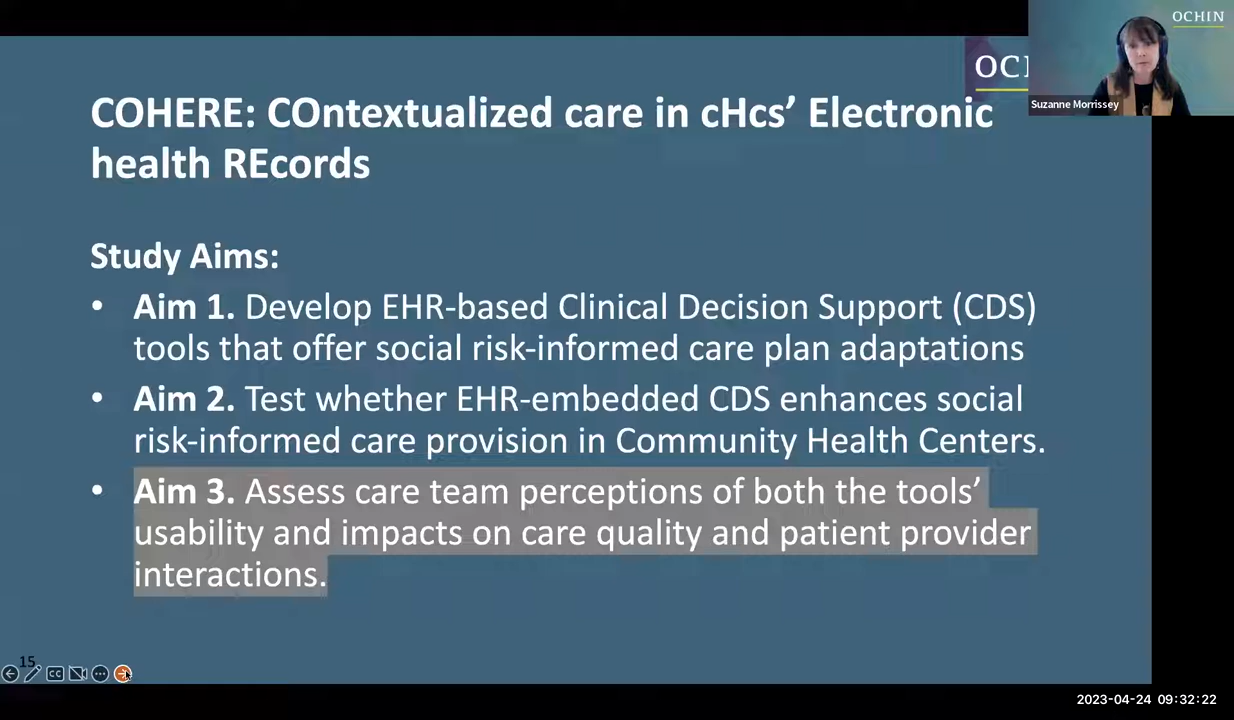 OCHIN
OCI
Suzanne Morrissey
COHERE: COntextualized care in cHcs’ Electronic
health REcords
Study Aims:
• Aim 1. Develop EHR-based Clinical Decision Support (CDS)
tools that offer social risk-informed care plan adaptations
• Aim 2. Test whether EHR-embedded CDS enhances social
risk-informed care provision in Community Health Centers.
• Aim 3. Assess care team perceptions of both the tools’
usability and impacts on care quality and patient provider
interactions.
15
CC
2023-04-24 09:32:22